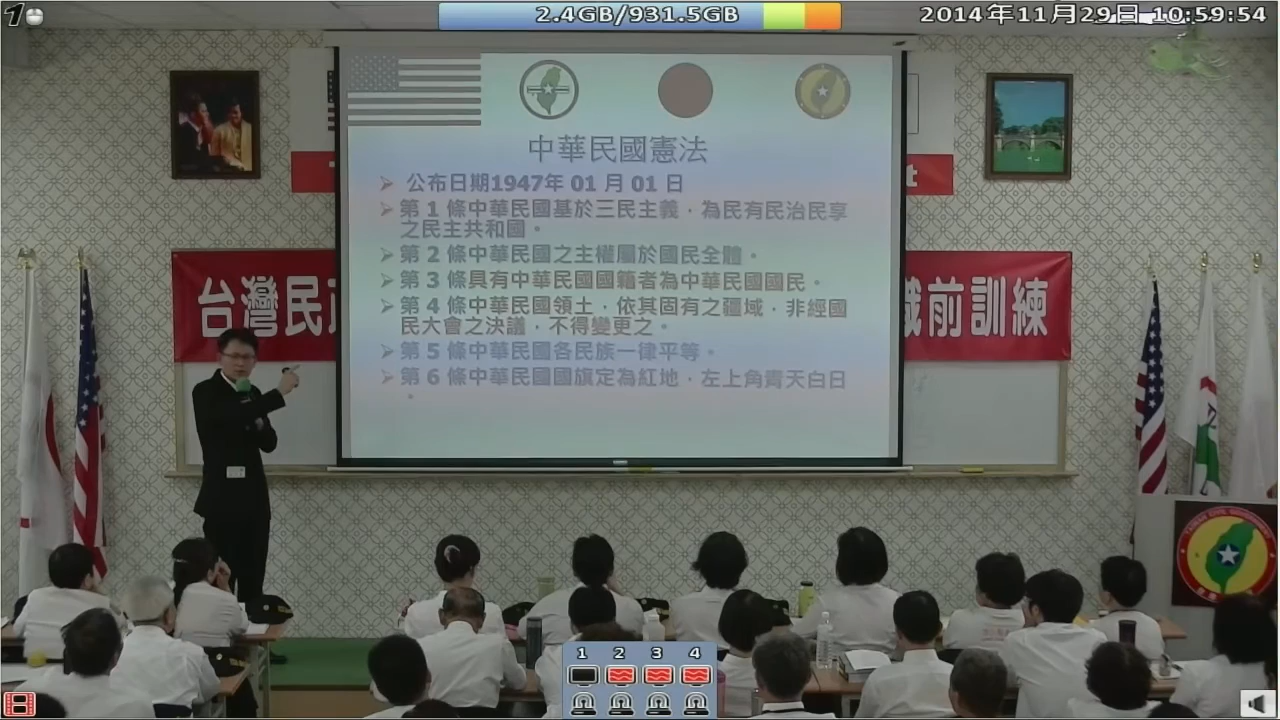 1
2.4GB/931.5GB
2014年11月29日 10:59:54
中華民國憲法
公布日期1947年 01 月 01 日
第 1 條中華民國基於三民主義，為民有民治民享
之民主共和國。
第 2 條中華民國之主權屬於國民全體。
第 3 條具有中華民國國籍者為中華民國國民。
第 4 條中華民國領土，依其固有之疆域，非經國
民大會之決議，不得變更之。
第 5 條中華民國各民族一律平等。
第 6 條中華民國國旗定為紅地，左上角青天白日
。
台灣民政
職前訓練
1 2 3 4